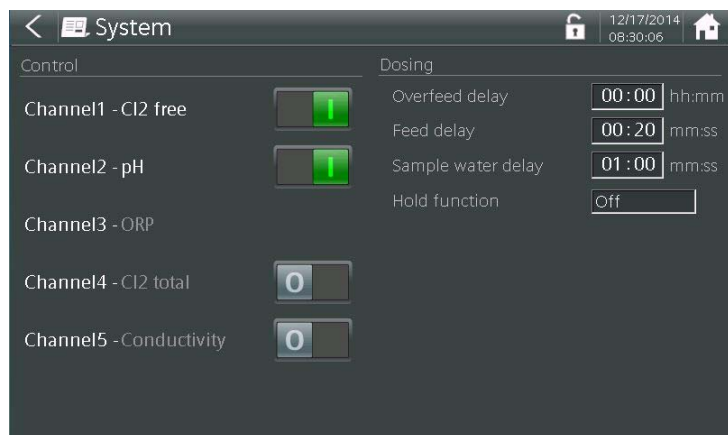 System
12/17/2014
08:30:06
Control
Channel1 - Cl2 free
Channel2 - pH
Channel3 - ORP
Channel4 - Cl2 total
Channel5 - Conductivity
Dosing
Overfeed delay 00:00 hh:mm
Feed delay 00:20 mm:ss
Sample water delay 01:00 mm:ss
Hold function Off